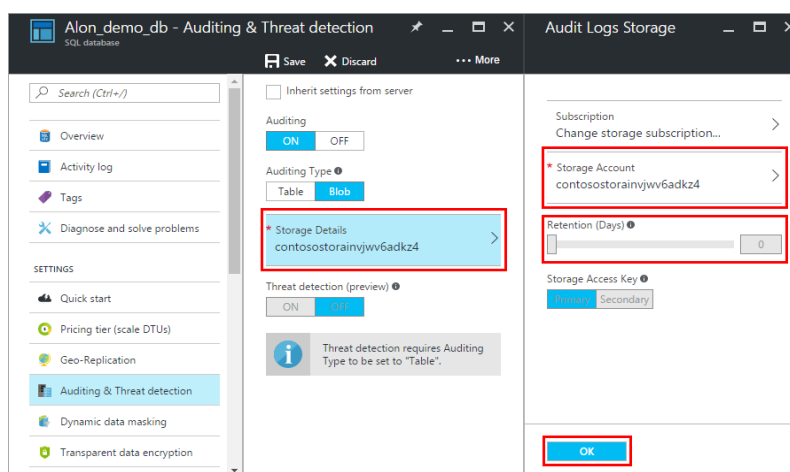 Alon_demo_db - Auditing & Threat detection
SQL database
Save
Discard
••• More
Search (Ctrl+/)
Overview
Activity log
Tags
Diagnose and solve problems
SETTINGS
Quick start
Pricing tier (scale DTUs)
Geo-Replication
Auditing & Threat detection
Dynamic data masking
Transparent data encryption
Inherit settings from server
Auditing
ON OFF
Auditing Type
Table Blob
* Storage Details
contosostorainvjwv6adkz4
Threat detection (preview)
ON OFF
Threat detection requires Auditing
Type to be set to "Table".
Audit Logs Storage
Subscription
Change storage subscription...
* Storage Account
contosostorainvjwv6adkz4
Retention (Days)
0
Storage Access Key
Primary Secondary
OK